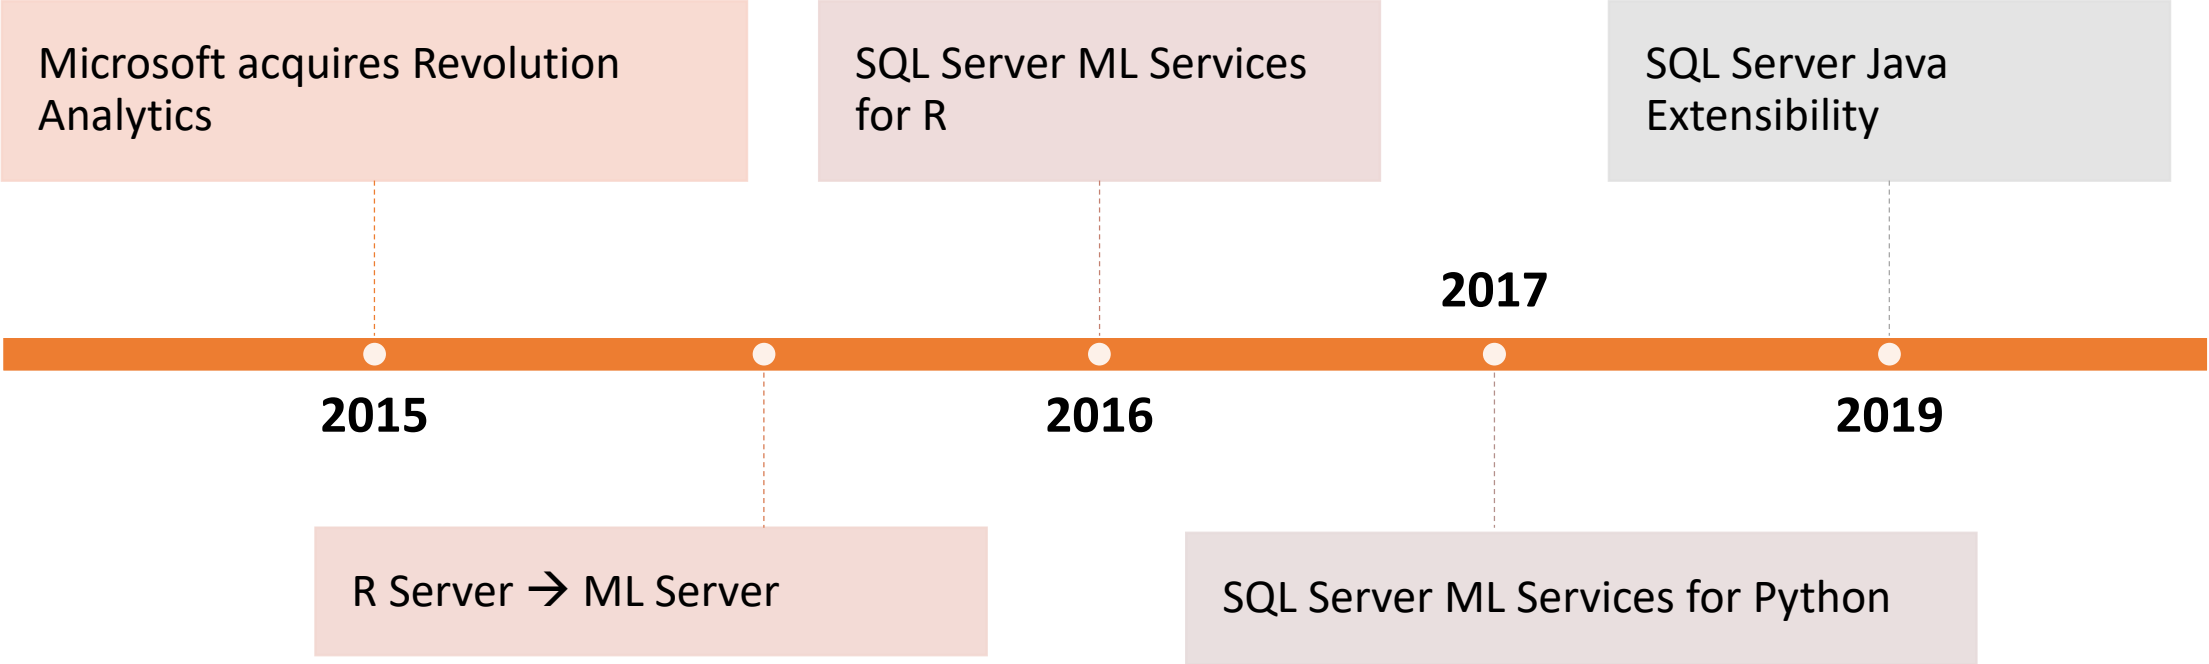 Microsoft acquires Revolution
Analytics
SQL Server ML Services
for R
SQL Server Java
Extensibility
2017
2015
2016
2019
R Server → ML Server
SQL Server ML Services for Python